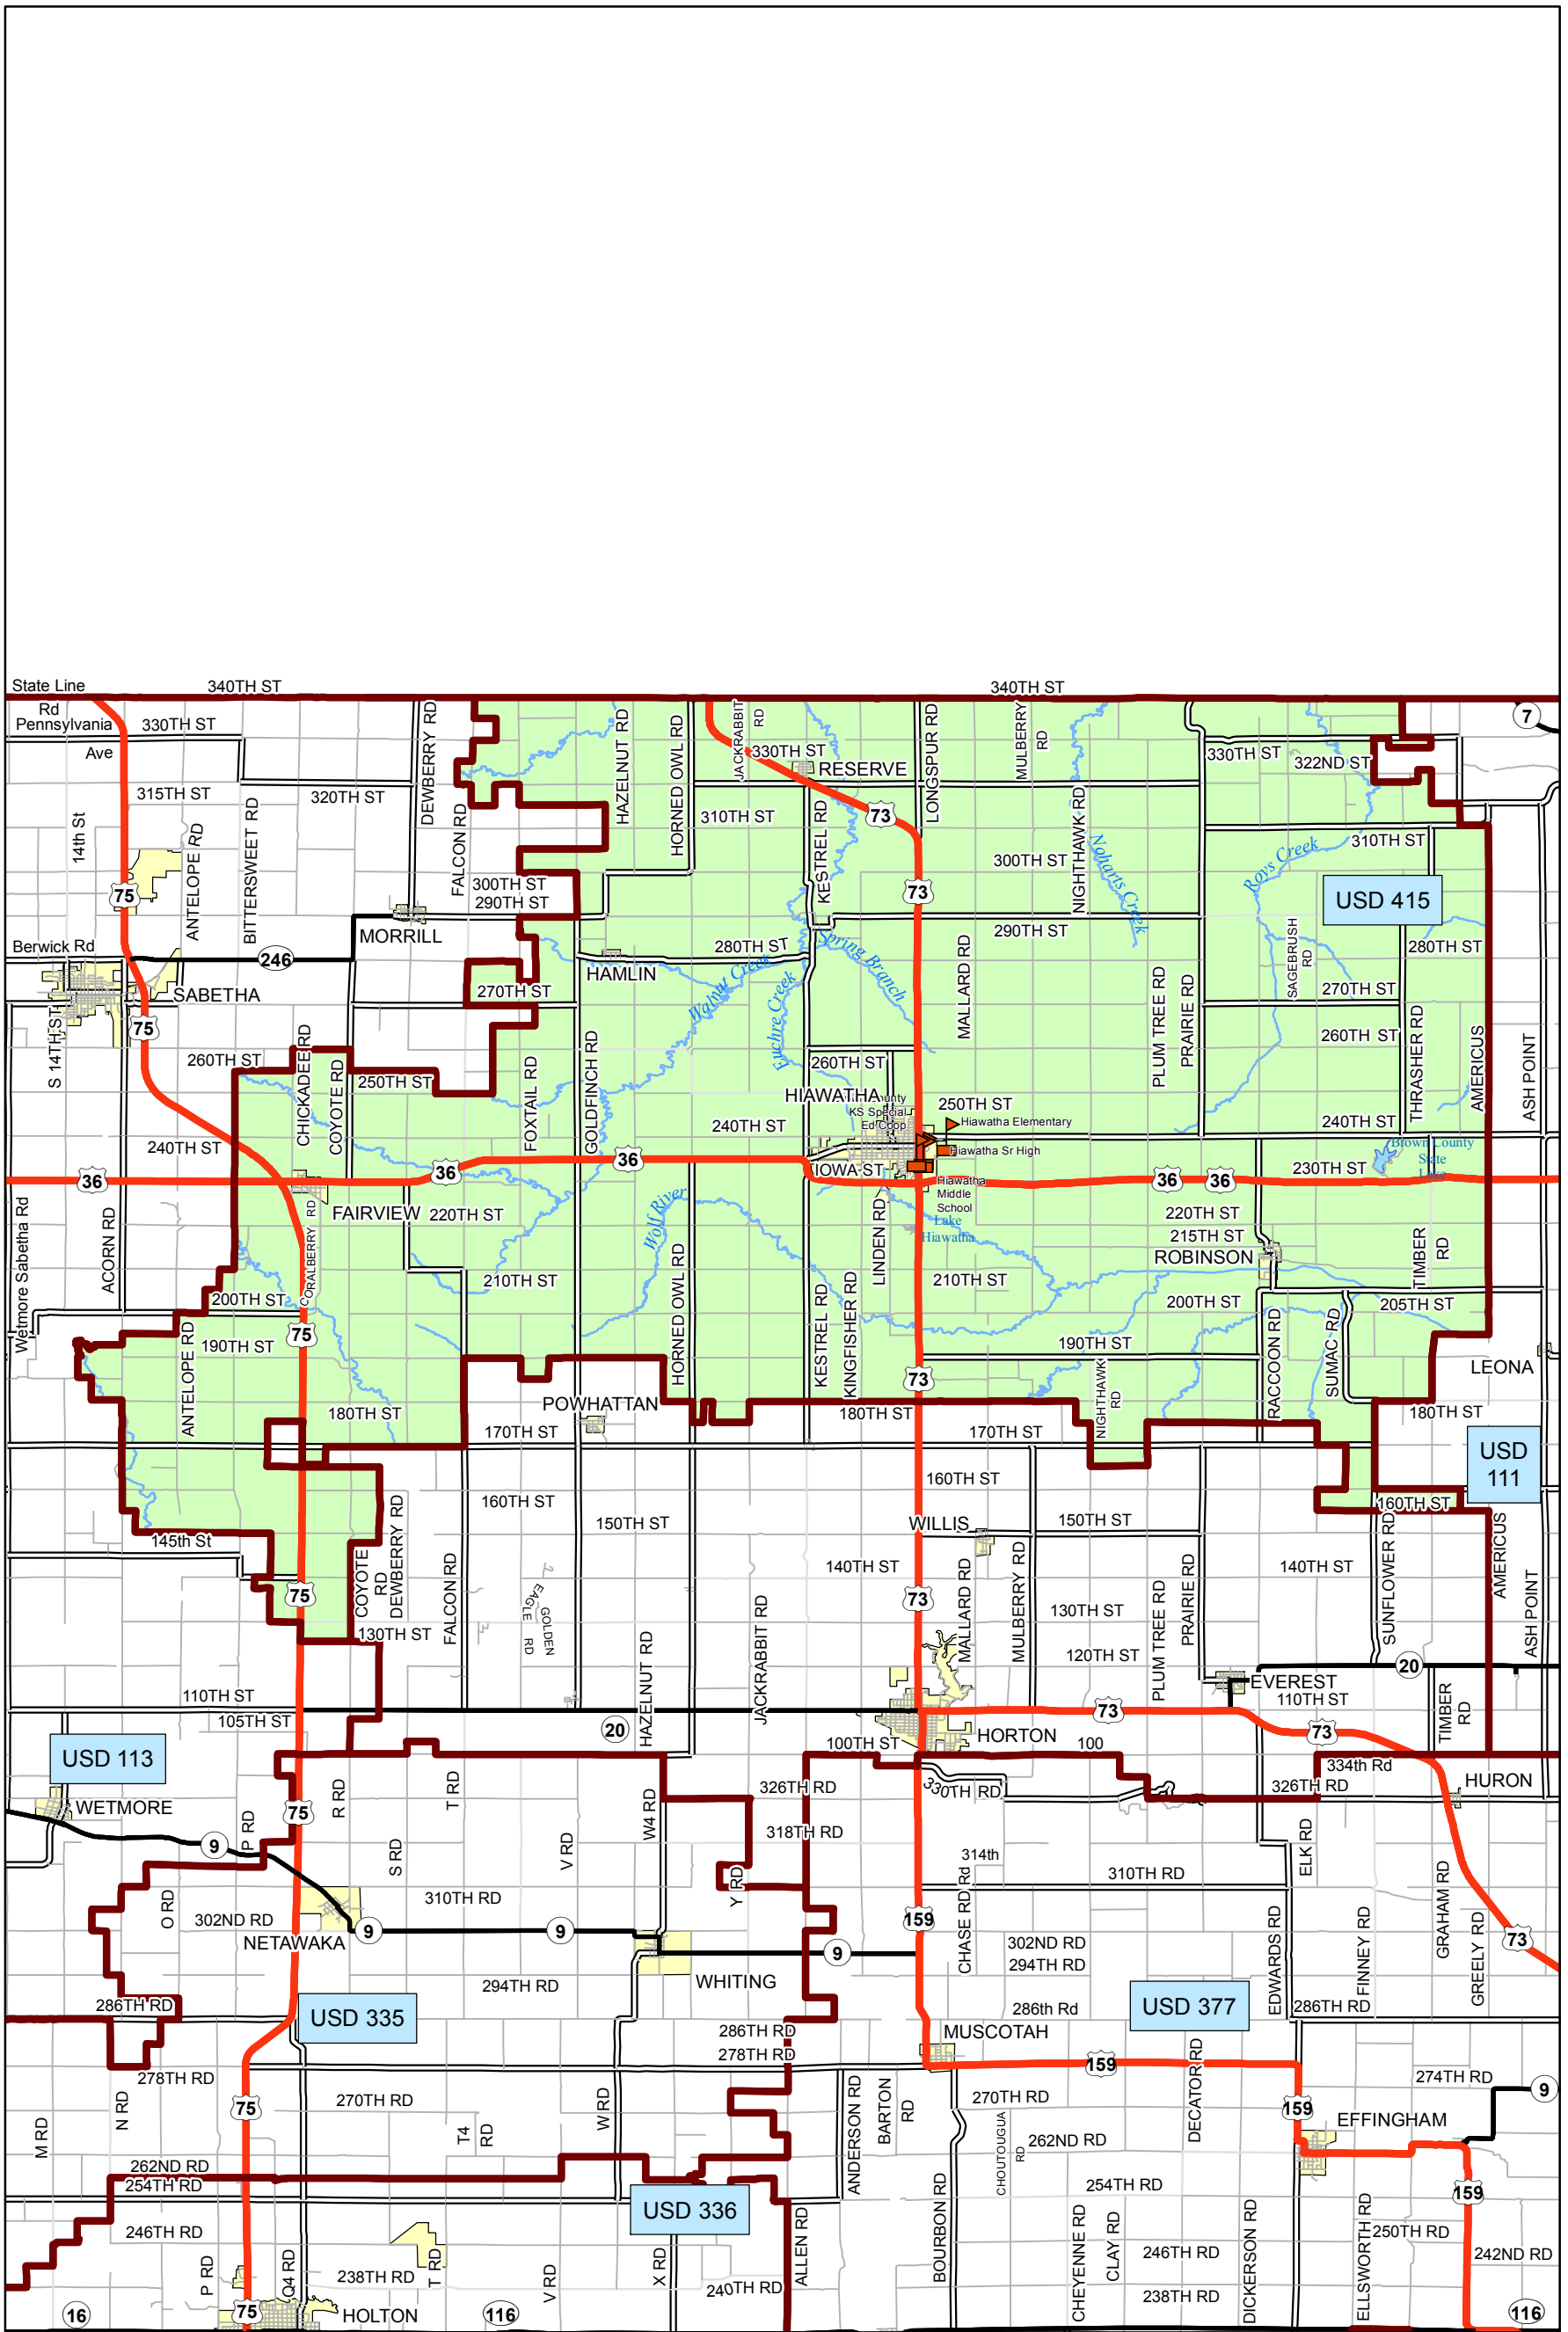 State Line
340TH ST
340TH ST
Rd
Pennsylvania
Ave
330TH ST
DEWBERRY RD
HAZELNUT RD
HORNED OWL RD
JACKRABBIT
RD
330TH ST
RESERVE
LONGSPUR RD
MULBERRY
RD
330TH ST
322ND ST
7
315TH ST
320TH ST
14th St
ANTELOPE RD
BITTERSWEET RD
FALCON RD
310TH ST
KESTREL RD
73
NIGHTHAWK RD
Noharts Creek
310TH ST
Roys Creek
300TH ST
300TH ST
290TH ST
75
73
USD 415
MORRILL
290TH ST
Berwick Rd
246
HAMLIN
280TH ST
Spring Branch
MALLARD RD
SAGEBRUSH
RD
280TH ST
SABETHA
270TH ST
Walnut Creek
Euchre Creek
PLUM TREE RD
PRAIRIE RD
270TH ST
S 14TH ST
75
260TH ST
CHICKADEE RD
COYOTE RD
250TH ST
FOXTAIL RD
GOLDFINCH RD
260TH ST
260TH ST
THRASHER RD
AMERICUS
ASH POINT
HIAWATHA
unty
KS Special
Ed Coop
250TH ST
Hiawatha Elementary
240TH ST
240TH ST
240TH ST
Hiawatha Sr High
Brown County
State
Lake
36
36
36
IOWA ST
36
36
230TH ST
Hiawatha
Middle
School
Wetmore Sabetha Rd
ACORN RD
CORALBERRY RD
FAIRVIEW
220TH ST
Wolf River
LINDEN RD
Lake
Hiawatha
220TH ST
215TH ST
ROBINSON
TIMBER
RD
210TH ST
210TH ST
HORNED OWL RD
KESTREL RD
KINGFISHER RD
200TH ST
200TH ST
205TH ST
75
190TH ST
ANTELOPE RD
190TH ST
RACCOON RD
SUMAC RD
LEONA
73
NIGHTHAWK
RD
180TH ST
POWHATTAN
180TH ST
180TH ST
170TH ST
170TH ST
USD
111
160TH ST
160TH ST
160TH ST
150TH ST
WILLIS
150TH ST
145th St
COYOTE
RD
DEWBERRY RD
FALCON RD
140TH ST
140TH ST
SUNFLOWER RD
AMERICUS
ASH POINT
75
GOLDEN
EAGLE
RD
73
MALLARD RD
MULBERRY RD
PLUM TREE RD
PRAIRIE RD
130TH ST
130TH ST
HAZELNUT RD
JACKRABBIT RD
120TH ST
20
EVEREST
110TH ST
110TH ST
105TH ST
20
73
73
TIMBER
RD
HORTON
100TH ST
100
USD 113
334th Rd
326TH RD
330TH RD
326TH RD
HURON
WETMORE
75
R RD
T RD
W4 RD
9
P RD
S RD
V RD
318TH RD
314th
ELK RD
310TH RD
310TH RD
Y RD
CHASE RD Rd
O RD
302ND RD
NETAWAKA
9
9
9
159
302ND RD
294TH RD
EDWARDS RD
FINNEY RD
GRAHAM RD
GREELY RD
73
WHITING
294TH RD
286TH RD
USD 335
286th Rd
USD 377
286TH RD
286TH RD
278TH RD
MUSCOTAH
278TH RD
159
DECATOR RD
274TH RD
9
M RD
N RD
75
270TH RD
T4
RD
W RD
ANDERSON RD
BARTON
RD
270TH RD
CHOUTOUGUA
RD
262ND RD
159
EFFINGHAM
262ND RD
254TH RD
254TH RD
159
USD 336
246TH RD
ALLEN RD
BOURBON RD
CHEYENNE RD
CLAY RD
246TH RD
DICKERSON RD
ELLSWORTH RD
250TH RD
242ND RD
P RD
Q4 RD
238TH RD
T RD
V RD
X RD
240TH RD
238TH RD
16
75
HOLTON
116
116